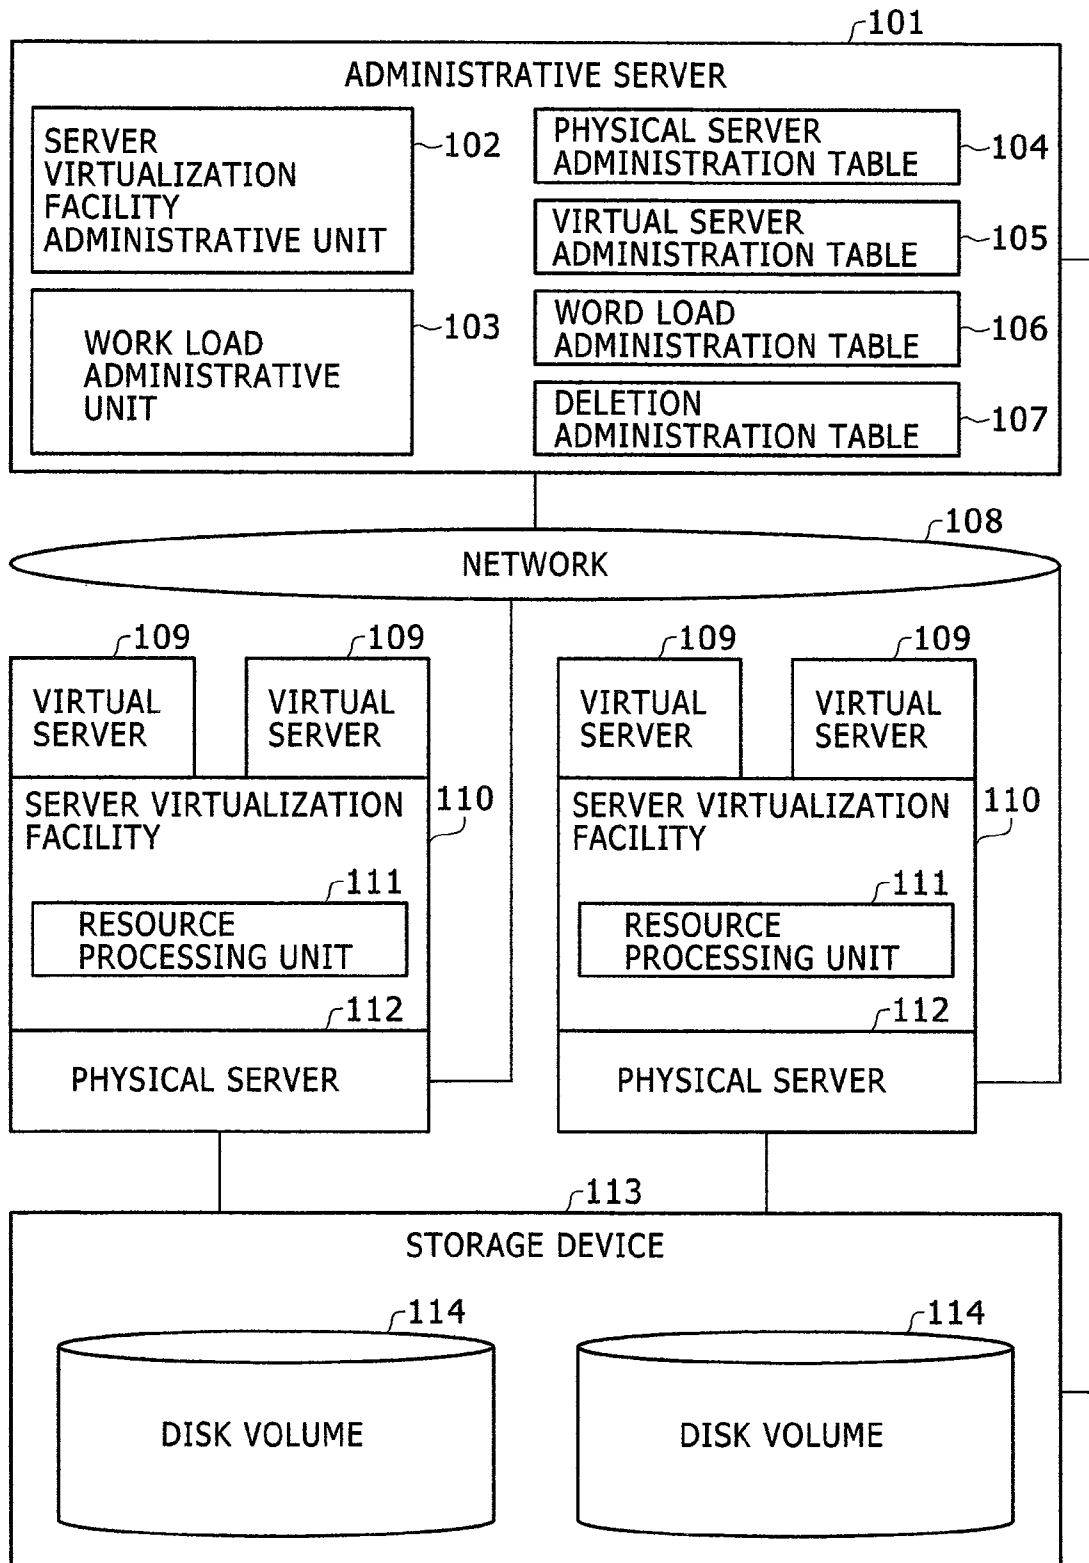 101
ADMINISTRATIVE SERVER
SERVER
VIRTUALIZATION
FACILITY
ADMINISTRATIVE UNIT
102
WORK LOAD
ADMINISTRATIVE
UNIT
103
PHYSICAL SERVER
ADMINISTRATION TABLE
104
VIRTUAL SERVER
ADMINISTRATION TABLE
105
WORD LOAD
ADMINISTRATION TABLE
106
DELETION
ADMINISTRATION TABLE
107
108
NETWORK
109
VIRTUAL
SERVER
109
VIRTUAL
SERVER
SERVER VIRTUALIZATION
FACILITY
110
111
RESOURCE
PROCESSING UNIT
112
PHYSICAL SERVER
109
VIRTUAL
SERVER
109
VIRTUAL
SERVER
SERVER VIRTUALIZATION
FACILITY
110
111
RESOURCE
PROCESSING UNIT
112
PHYSICAL SERVER
113
STORAGE DEVICE
114
DISK VOLUME
114
DISK VOLUME